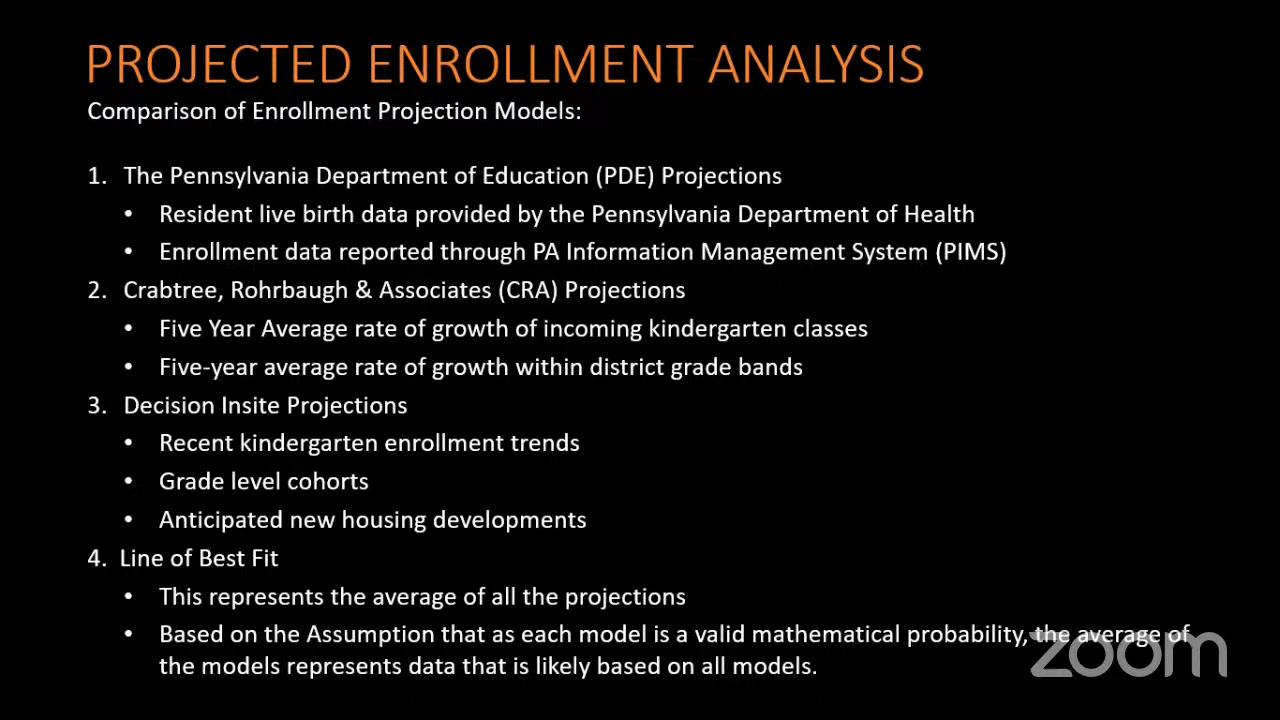 PROJECTED ENROLLMENT ANALYSIS
Comparison of Enrollment Projection Models:
1. The Pennsylvania Department of Education (PDE) Projections
• Resident live birth data provided by the Pennsylvania Department of Health
• Enrollment data reported through PA Information Management System (PIMS)
2. Crabtree, Rohrbaugh & Associates (CRA) Projections
• Five Year Average rate of growth of incoming kindergarten classes
• Five-year average rate of growth within district grade bands
3. Decision Insite Projections
• Recent kindergarten enrollment trends
• Grade level cohorts
• Anticipated new housing developments
4. Line of Best Fit
• This represents the average of all the projections
• Based on the Assumption that as each model is a valid mathematical probability, the average of
the models represents data that is likely based on all models.
zoom